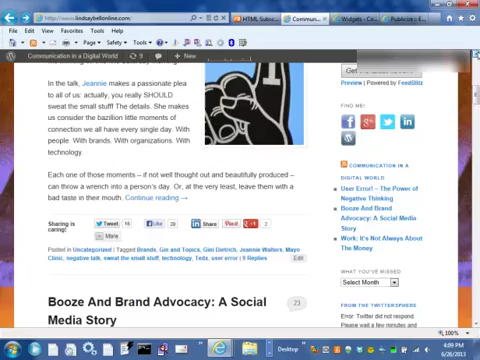 http://www.lindsaybellonline.com/
HTML Subsc...
Communi...
Widgets ‹ C...
Publicize ‹ E...
File Edit View Favorites Tools Help
Page Safety Tools
Communication in a Digital World 9 0 + New
In the talk, Jeannie makes a passionate plea
to all of us: actually, you really SHOULD
sweat the small stuff! The details. She makes
us consider the bazillion little moments of
connection we all have every single day. With
people. With brands. With organizations. With
technology.
Each one of those moments – if not well thought out and beautifully produced –
can throw a wrench into a person's day. Or, at the very least, leave them with a
bad taste in their mouth. Continue reading →
Sharing is
caring!
Tweet 16
Like 29
Share
Pinit
+1 2
More
Posted in Uncategorized | Tagged Brands, Gin and Topics, Gini Dietrich, Jeannie Walters, Mayo
Clinic, negative talk, sweat the small stuff, technology, Tedx, user error | 9 Replies
Edit
Booze And Brand Advocacy: A Social
Media Story
23
Preview | Powered by FeedBlitz
FIND ME!
COMMUNICATION IN A
DIGITAL WORLD
User Error! – The Power of
Negative Thinking
Booze And Brand
Advocacy: A Social Media
Story
Work: It's Not Always About
The Money
WHAT YOU'VE MISSED
Select Month
FROM THE TWITTERSPHERE
Error: Twitter did not respond.
Please wait a few minutes and
100%
Desktop
4:09 PM
6/26/2013